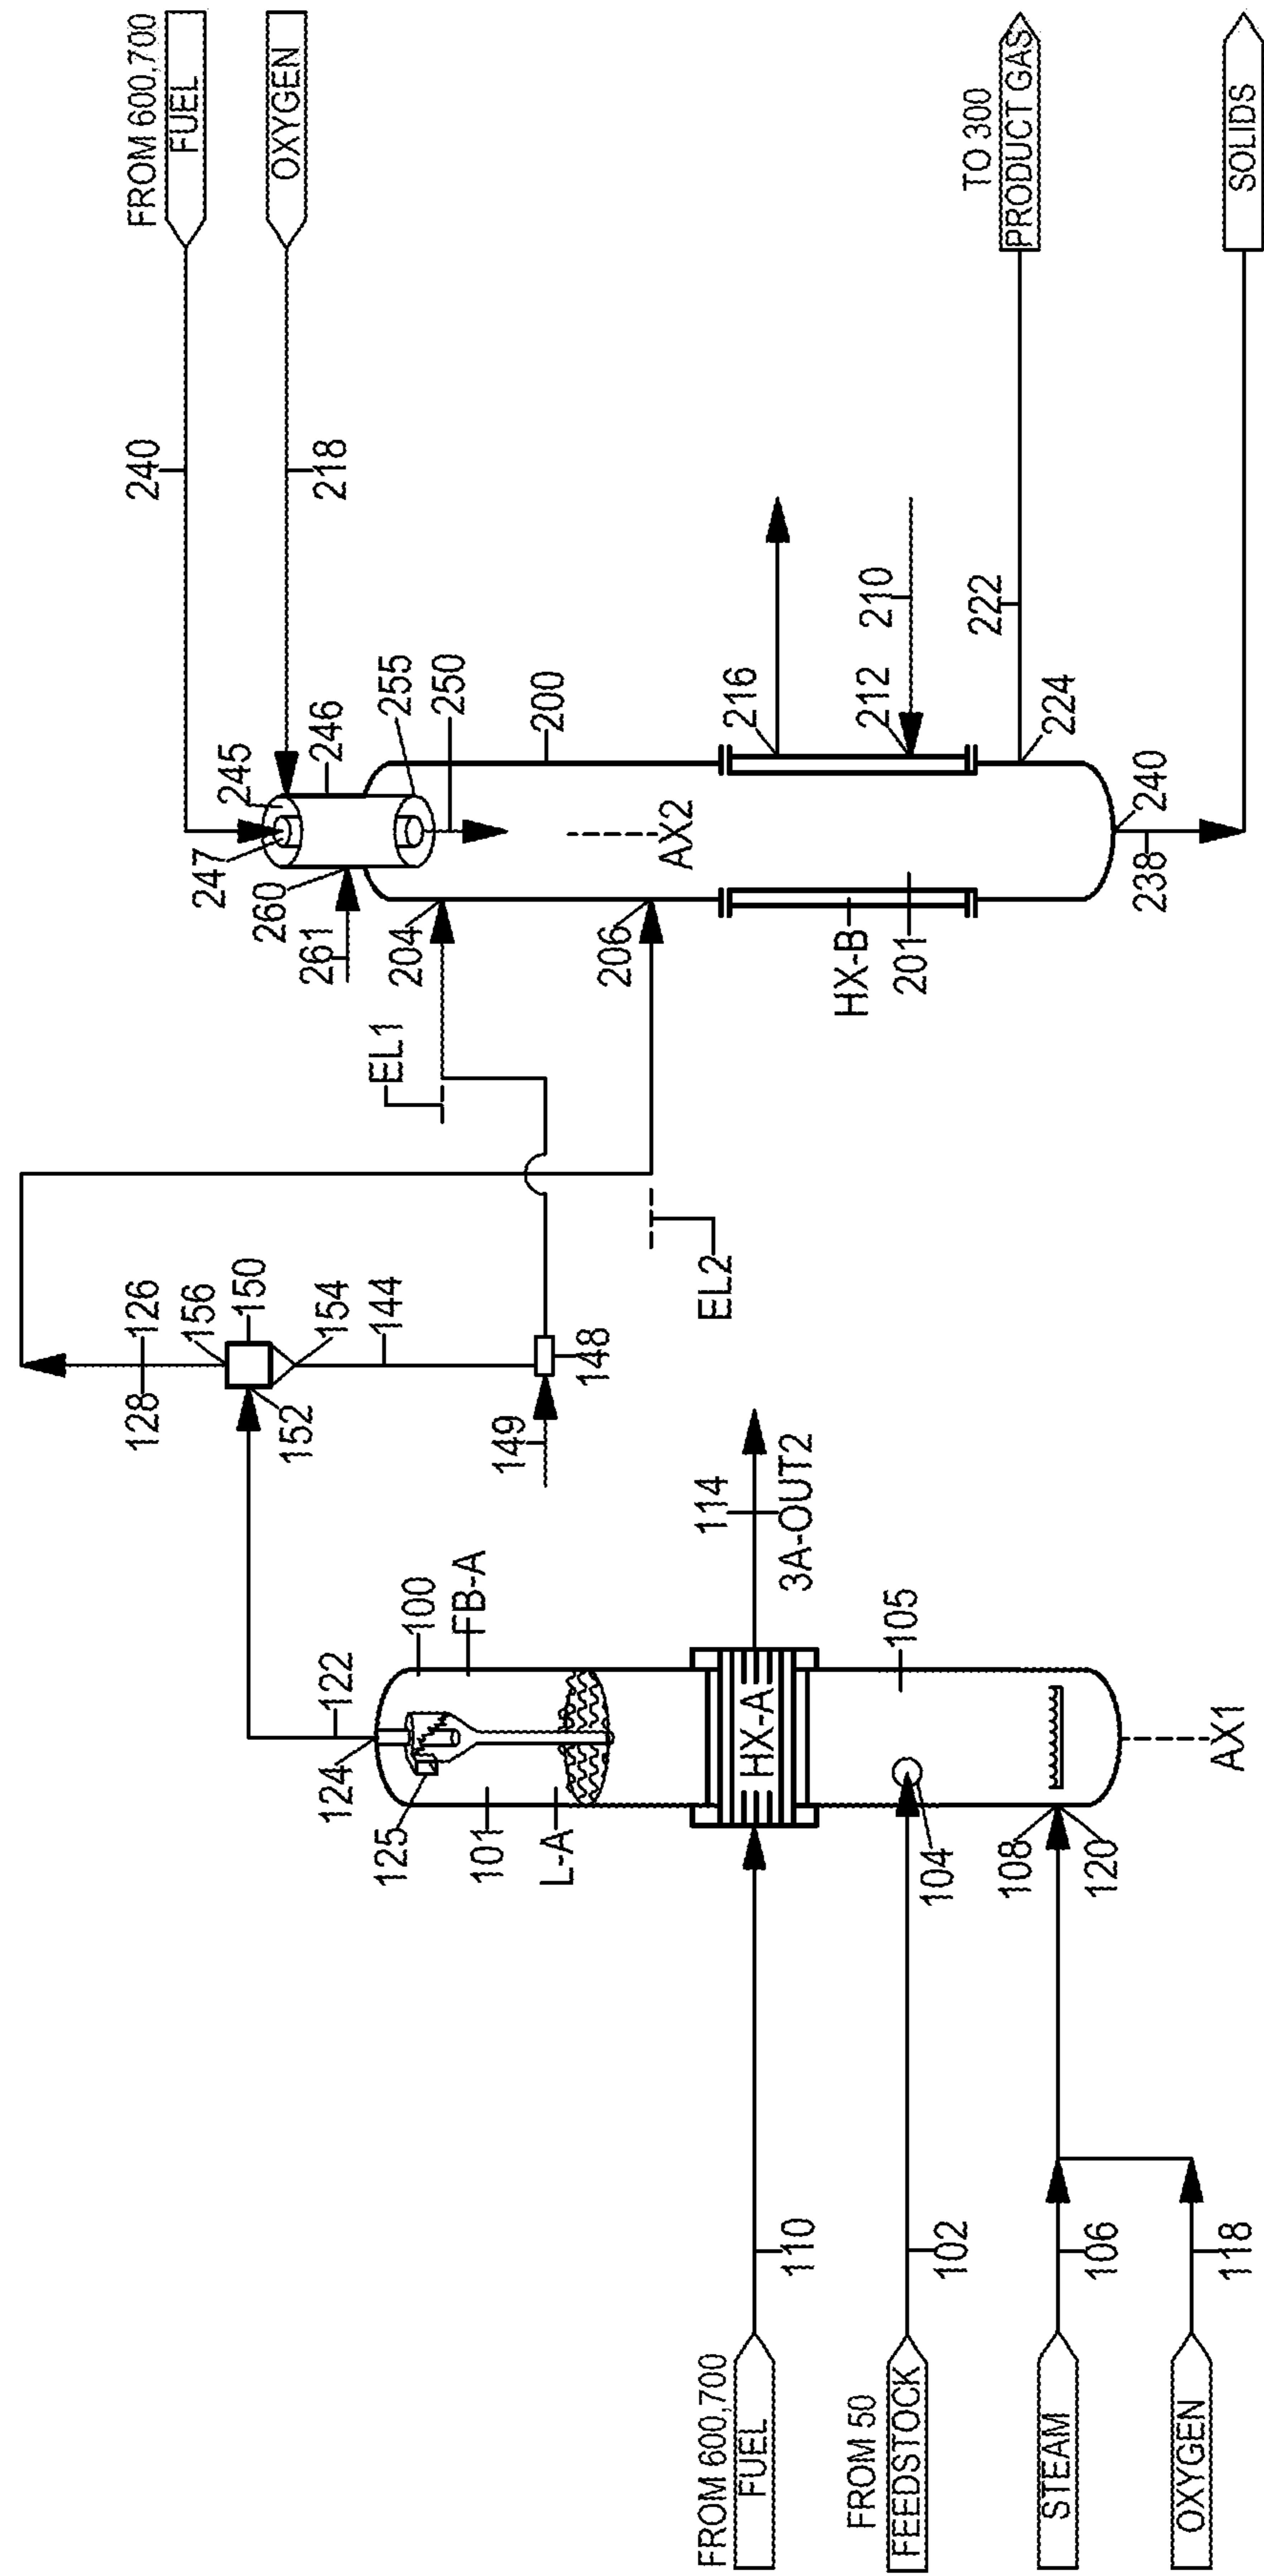 FROM 600,700
FUEL
110
FROM 50
FEEDSTOCK
102
STEAM
106
OXYGEN
118
124
122
125
100
101
FB-A
L-A
HX-A
114
3A-OUT2
104
105
108
120
AX1
128
126
156
150
152
154
144
149
148
EL1
EL2
FROM 600,700
FUEL
240
OXYGEN
218
247
245
246
260
261
255
250
204
200
206
AX2
216
HX-B
201
212
210
222
TO 300
PRODUCT GAS
224
240
238
SOLIDS